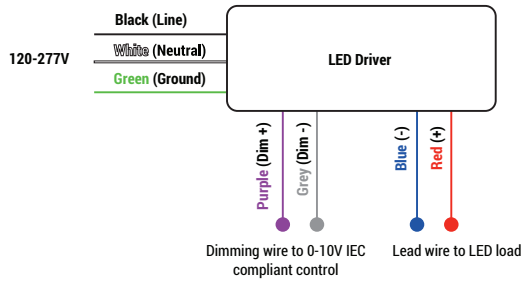 Black (Line)
120-277V
White (Neutral)
LED Driver
Green (Ground)
Purple (Dim +)
Grey (Dim -)
Blue (-)
Red (+)
Dimming wire to 0-10V IEC
compliant control
Lead wire to LED load